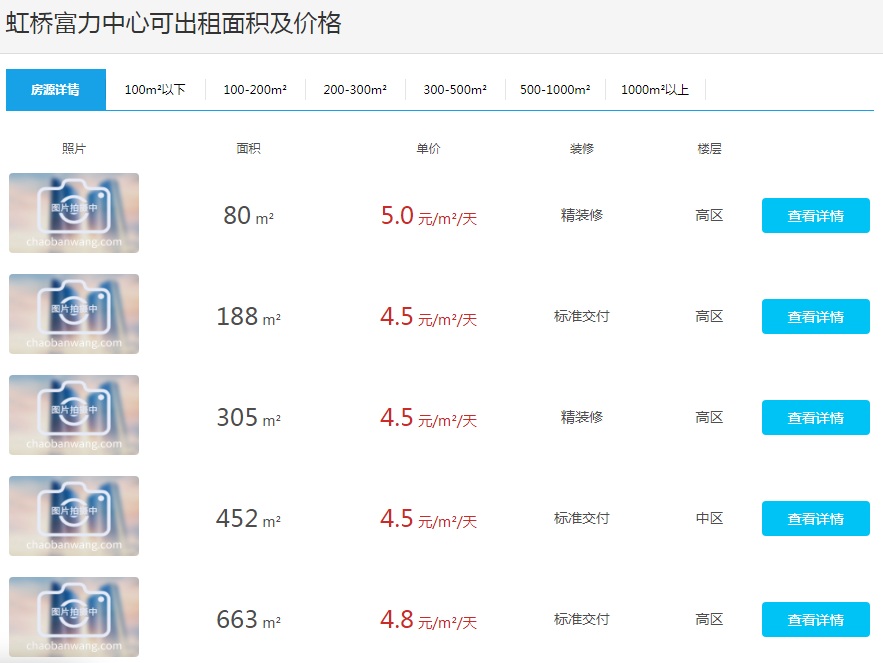 虹桥富力中心可出租面积及价格
房源详情 100m²以下 100-200m² 200-300m² 300-500m² 500-1000m² 1000m²以上
照片 面积 单价 装修 楼层
图片拍摄中
chaobanwang.com
80 m² 5.0 元/m²/天 精装修 高区 查看详情
图片拍摄中
chaobanwang.com
188 m² 4.5 元/m²/天 标准交付 高区 查看详情
图片拍摄中
chaobanwang.com
305 m² 4.5 元/m²/天 精装修 高区 查看详情
图片拍摄中
chaobanwang.com
452 m² 4.5 元/m²/天 标准交付 中区 查看详情
图片拍摄中
chaobanwang.com
663 m² 4.8 元/m²/天 标准交付 高区 查看详情